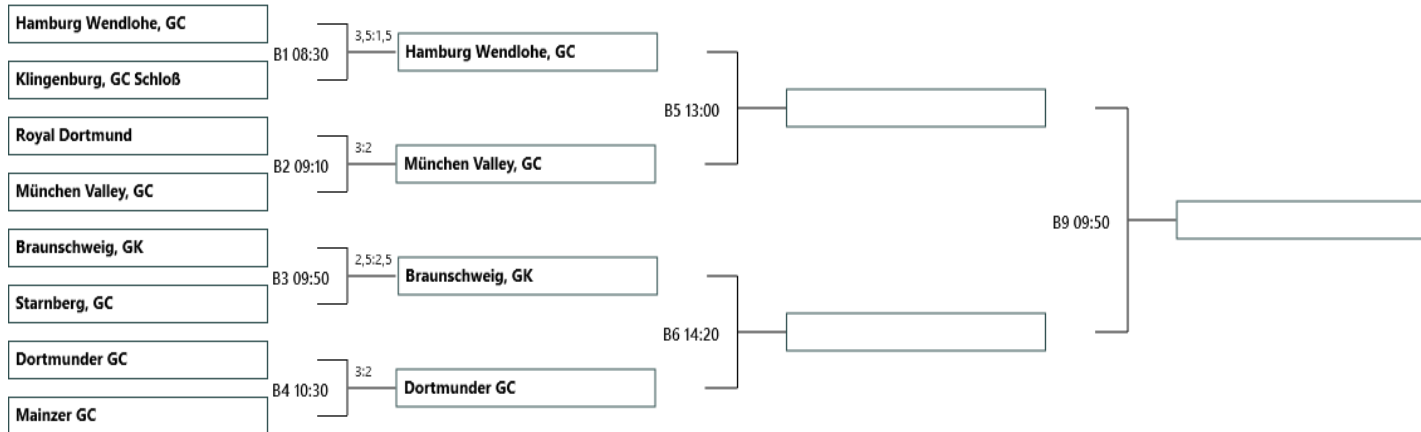 Hamburg Wendlohe, GC
B1 08:30
Klingenburg, GC Schloß
3,5:1,5
Hamburg Wendlohe, GC
Royal Dortmund
B2 09:10
München Valley, GC
3:2
München Valley, GC
B5 13:00
Braunschweig, GK
B3 09:50
Starnberg, GC
2,5:2,5
Braunschweig, GK
Dortmunder GC
B4 10:30
Mainzer GC
3:2
Dortmunder GC
B6 14:20
B9 09:50